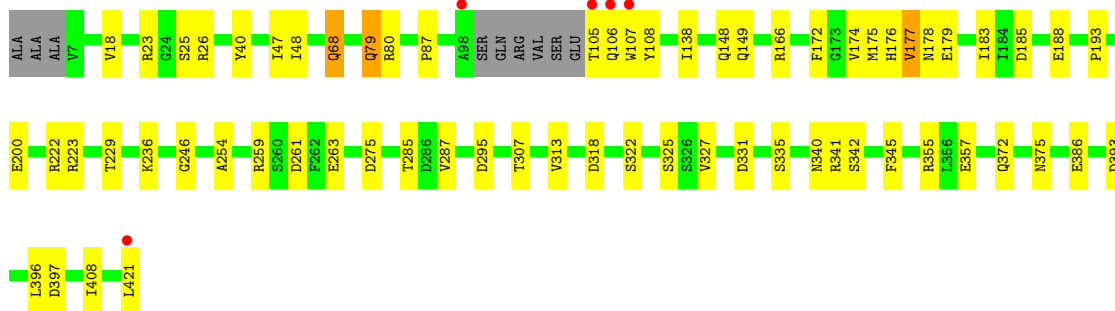 ALA ALA ALA V7 V18 R23 G24 S25 R26 Y40 I47 I48 Q68 Q79 R80 P87 A98 SER GLN ARG VAL SER GLU T105 Q106 W107 Y108 I138 Q148 Q149 R166 F172 G173 V174 M175 H176 V177 N178 E179 I183 I184 D185 E188 P193
E200 R222 R223 T229 K236 G246 A254 R259 S260 D261 F262 E263 D275 T285 D286 V287 D295 T307 V313 D318 S322 S325 S326 V327 D331 S335 N340 R341 S342 F345 R355 L356 E357 Q372 N375 E386
L396 D397 I408 L421